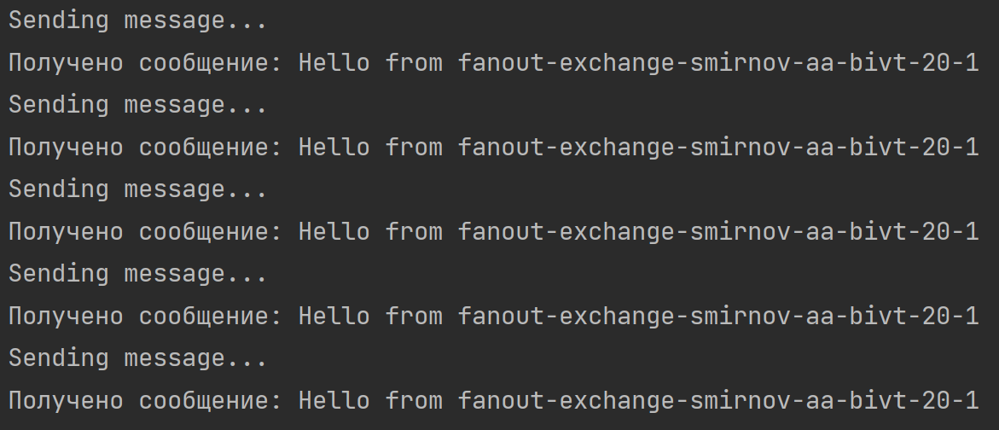 Sending message...
Получено сообщение: Hello from fanout-exchange-smirnov-aa-bivt-20-1
Sending message...
Получено сообщение: Hello from fanout-exchange-smirnov-aa-bivt-20-1
Sending message...
Получено сообщение: Hello from fanout-exchange-smirnov-aa-bivt-20-1
Sending message...
Получено сообщение: Hello from fanout-exchange-smirnov-aa-bivt-20-1
Sending message...
Получено сообщение: Hello from fanout-exchange-smirnov-aa-bivt-20-1